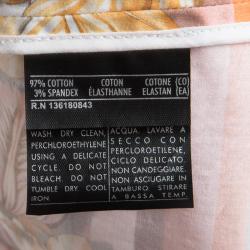 97% COTTON COTON COTONE (CO)
3% SPANDEX ÉLASTHANNE ELASTAN (EA)
R.N 136180843
WASH. DRY CLEAN,
PERCHLOROETHYLENE
USING A DELICATE
CYCLE. DO NOT
BLEACH. DO NOT
TUMBLE DRY. COOL
IRON.
ACQUA. LAVARE A
SECCO CON
PERCLOROETILENE,
CICLO DELICATO.
NON CANDEGGIARE.
NON ASCIUGARE IN
TAMBURO. STIRARE
A BASSA TEMP.